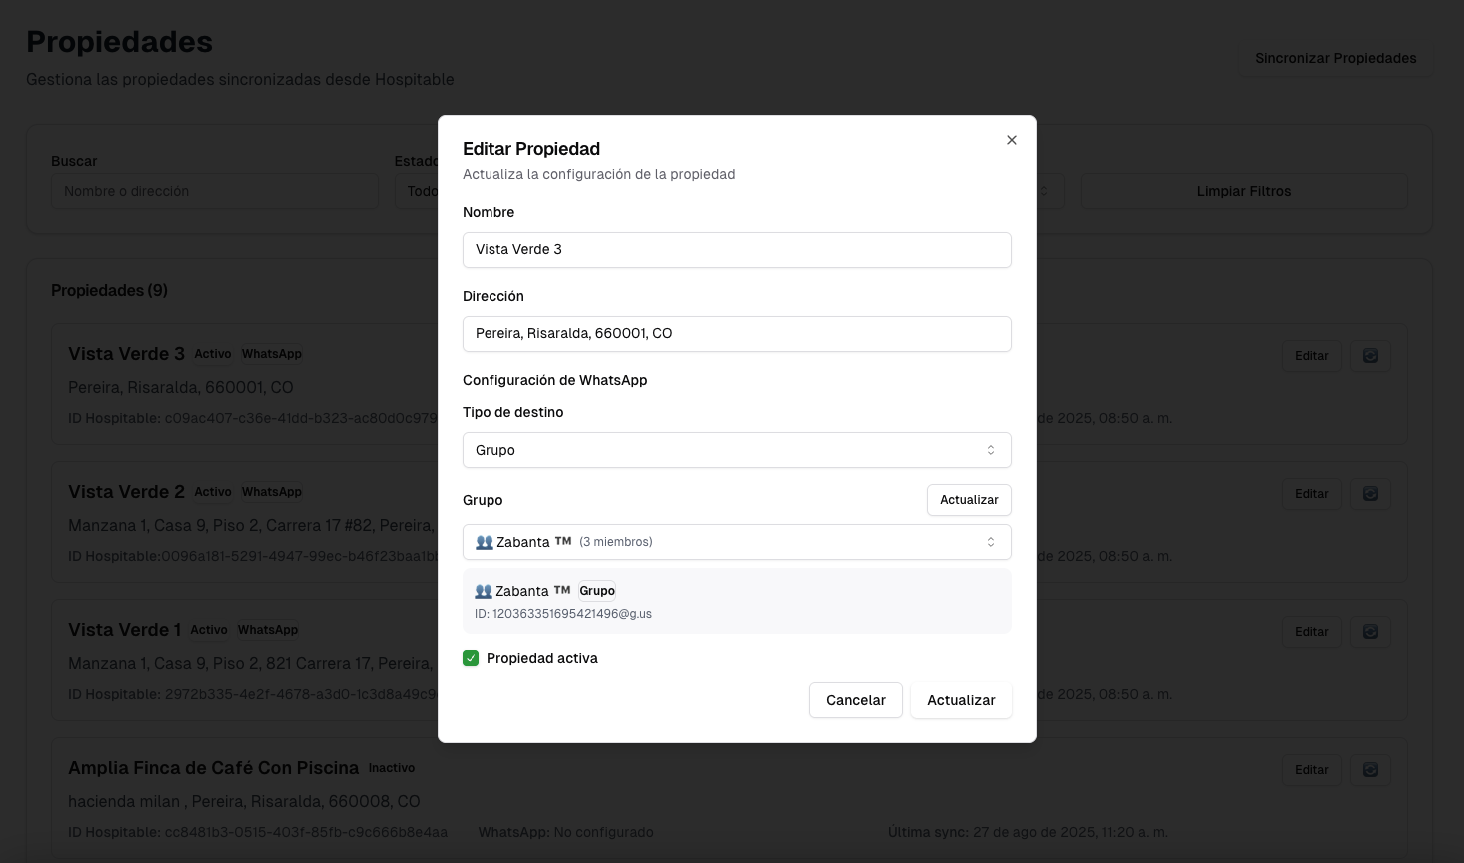 Propiedades
Gestiona las propiedades sincronizadas desde Hospitable
Sincronizar Propiedades
Buscar
Estado
Nombre o dirección
Todo
Limpiar Filtros
Propiedades (9)
Vista Verde 3 Activo WhatsApp
Editar
Pereira, Risaralda, 660001, CO
ID Hospitable: c09ac407-c36e-41dd-b323-ac80d0c979
de 2025, 08:50 a. m.
Vista Verde 2 Activo WhatsApp
Editar
Manzana 1, Casa 9, Piso 2, Carrera 17 #82, Pereira,
ID Hospitable:0096a181-5291-4947-99ec-b46f23baa1b
de 2025, 08:50 a. m.
Vista Verde 1 Activo WhatsApp
Editar
Manzana 1, Casa 9, Piso 2, 821 Carrera 17, Pereira,
ID Hospitable: 2972b335-4e2f-4678-a3d0-1c3d8a49c9
de 2025, 08:50 a. m.
Amplia Finca de Café Con Piscina Inactivo
Editar
hacienda milan , Pereira, Risaralda, 660008, CO
ID Hospitable: cc8481b3-0515-403f-85fb-c9c666b8e4aa WhatsApp: No configurado Última sync: 27 de ago de 2025, 11:20 a. m.
Editar Propiedad
Actualiza la configuración de la propiedad
Nombre
Vista Verde 3
Dirección
Pereira, Risaralda, 660001, CO
Configuración de WhatsApp
Tipo de destino
Grupo
Grupo
Actualizar
👥 Zabanta ™ (3 miembros)
👥 Zabanta ™ Grupo
ID: 120363351695421496@g.us
Propiedad activa
Cancelar
Actualizar